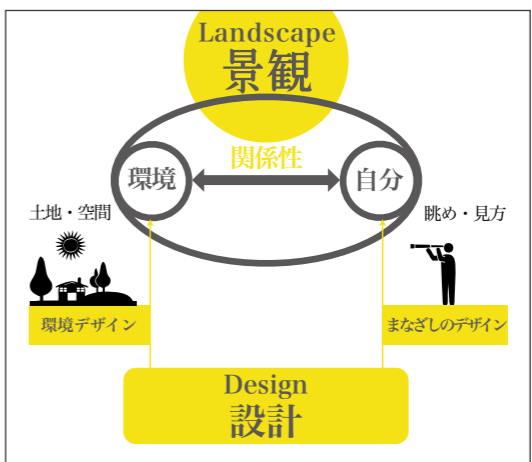 Landscape
景観
関係性
環境
自分
土地・空間
眺め・見方
環境デザイン
まなざしのデザイン
Design
設計